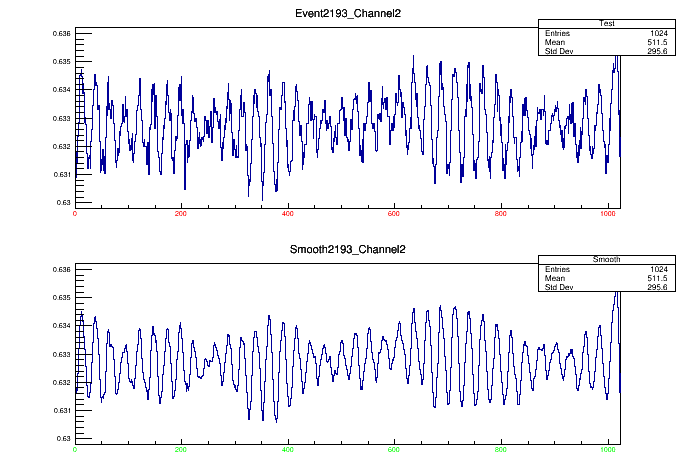 Event2193_Channel2
Test
Entries 1024
Mean 511.5
Std Dev 295.6
0.636
0.635
0.634
0.633
0.632
0.631
0.63
0 200 400 600 800 1000
Smooth2193_Channel2
Smooth
Entries 1024
Mean 511.5
Std Dev 295.6
0.636
0.635
0.634
0.633
0.632
0.631
0.63
0 200 400 600 800 1000